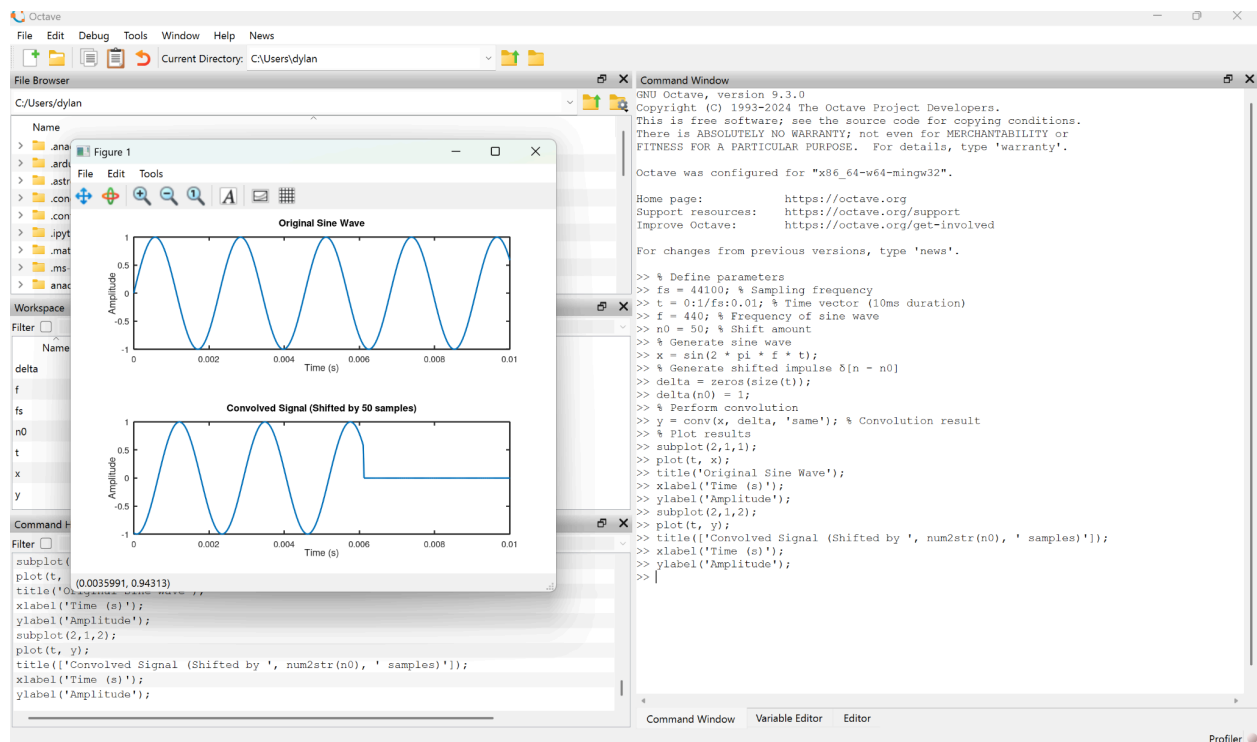 Octave
File Edit Debug Tools Window Help News
Current Directory: C:\Users\dylan
File Browser
C:/Users/dylan
Name
.ana
.ardu
.astr
.con
.con
.ipyt
.mat
.ms-
anac
Workspace
Filter
Name
delta
f
fs
n0
t
x
y
Command H
Filter
subplot(
plot(t,
title('Original Sine Wave');
xlabel('Time (s)');
ylabel('Amplitude');
subplot(2,1,2);
plot(t, y);
title(['Convolved Signal (Shifted by ', num2str(n0), ' samples)']);
xlabel('Time (s)');
ylabel('Amplitude');
Figure 1
File Edit Tools
A
Original Sine Wave
1
0.5
0
-0.5
-1
Amplitude
0 0.002 0.004 0.006 0.008 0.01
Time (s)
Convolved Signal (Shifted by 50 samples)
1
0.5
0
-0.5
-1
Amplitude
0 0.002 0.004 0.006 0.008 0.01
Time (s)
(0.0035991, 0.94313)
Command Window
GNU Octave, version 9.3.0
Copyright (C) 1993-2024 The Octave Project Developers.
This is free software; see the source code for copying conditions.
There is ABSOLUTELY NO WARRANTY; not even for MERCHANTABILITY or
FITNESS FOR A PARTICULAR PURPOSE.  For details, type 'warranty'.
Octave was configured for "x86_64-w64-mingw32".
Home page: https://octave.org
Support resources: https://octave.org/support
Improve Octave: https://octave.org/get-involved
For changes from previous versions, type 'news'.
>> % Define parameters
>> fs = 44100; % Sampling frequency
>> t = 0:1/fs:0.01; % Time vector (10ms duration)
>> f = 440; % Frequency of sine wave
>> n0 = 50; % Shift amount
>> % Generate sine wave
>> x = sin(2 * pi * f * t);
>> % Generate shifted impulse δ[n - n0]
>> delta = zeros(size(t));
>> delta(n0) = 1;
>> % Perform convolution
>> y = conv(x, delta, 'same'); % Convolution result
>> % Plot results
>> subplot(2,1,1);
>> plot(t, x);
>> title('Original Sine Wave');
>> xlabel('Time (s)');
>> ylabel('Amplitude');
>> subplot(2,1,2);
>> plot(t, y);
>> title(['Convolved Signal (Shifted by ', num2str(n0), ' samples)']);
>> xlabel('Time (s)');
>> ylabel('Amplitude');
>>
Command Window Variable Editor Editor
Profiler